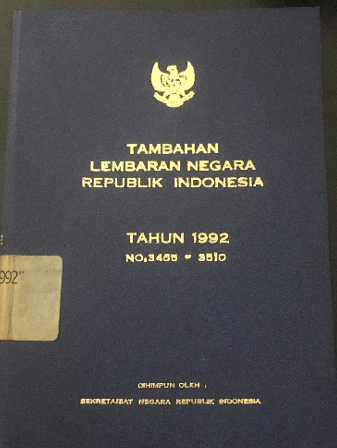 TAMBAHAN
LEMBARAN NEGARA
REPUBLIK INDONESIA
TAHUN 1992
NO.3465 - 3510
992"
DIHIMPUN OLEH :
SEKRETARIAT NEGARA REPUBLIK INDONESIA